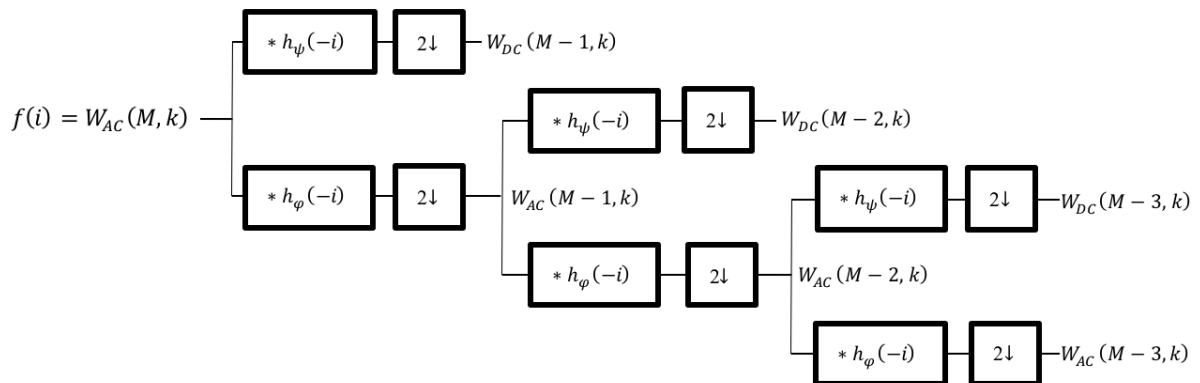 * h_ψ(−i) 2↓ W_DC(M − 1, k)
f(i) = W_AC(M, k)
* h_ψ(−i) 2↓ W_DC(M − 2, k)
* h_φ(−i) 2↓ W_AC(M − 1, k)
* h_ψ(−i) 2↓ W_DC(M − 3, k)
* h_φ(−i) 2↓ W_AC(M − 2, k)
* h_φ(−i) 2↓ W_AC(M − 3, k)